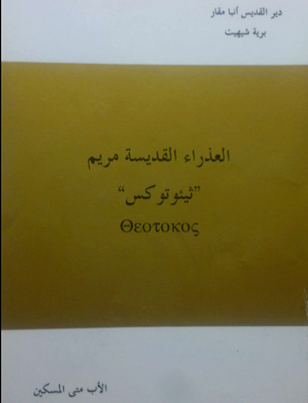 دير القديس أنبا مقار
برية شيهيت
العذراء القديسة مريم
"ثيئوتوكس"
Θεοτοκος
الأب متى المسكين